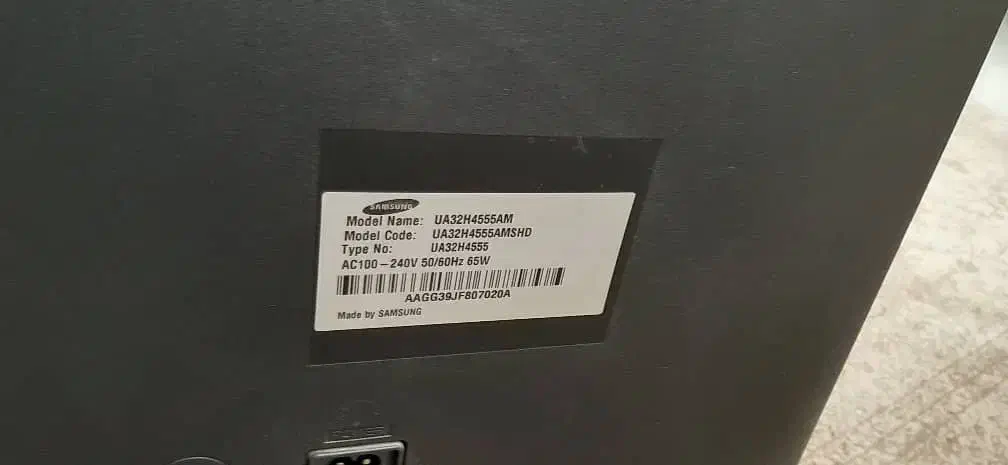 SAMSUNG
Model Name: UA32H4555AM
Model Code: UA32H4555AMSHD
Type No: UA32H4555
AC100-240V 50/60Hz 65W
AAGG39JF807020A
Made by SAMSUNG